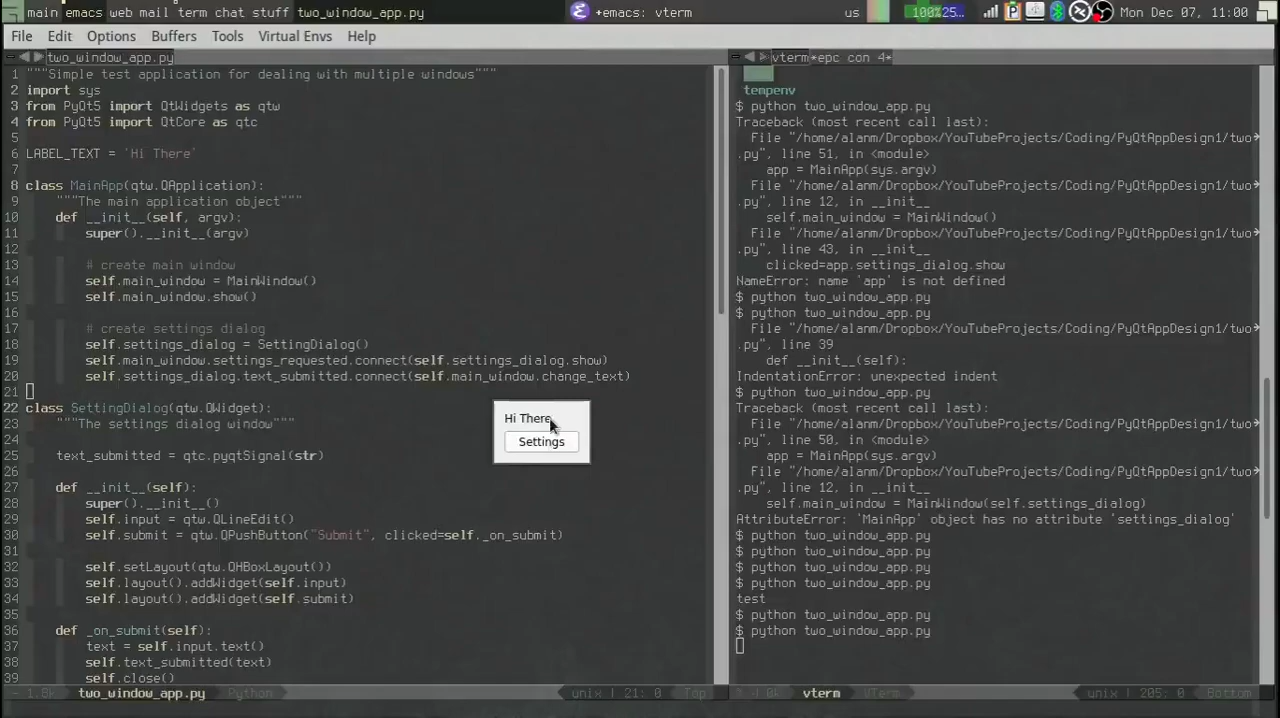 main emacs web mail term chat stuff two_window_app.py +emacs: vterm us 100% Mon Dec 07, 11:00
File Edit Options Buffers Tools Virtual Envs Help
two_window_app.py
1 """Simple test application for dealing with multiple windows"""
2 import sys
3 from PyQt5 import QtWidgets as qtw
4 from PyQt5 import QtCore as qtc
5
6 LABEL_TEXT = 'Hi There'
7
8 class MainApp(qtw.QApplication):
9 """The main application object"""
10 def __init__(self, argv):
11 super().__init__(argv)
12
13 # create main window
14 self.main_window = MainWindow()
15 self.main_window.show()
16
17 # create settings dialog
18 self.settings_dialog = SettingDialog()
19 self.main_window.settings_requested.connect(self.settings_dialog.show)
20 self.settings_dialog.text_submitted.connect(self.main_window.change_text)
21
22 class SettingDialog(qtw.QWidget):
23 """The settings dialog window"""
24
25 text_submitted = qtc.pyqtSignal(str)
26
27 def __init__(self):
28 super().__init__()
29 self.input = qtw.QLineEdit()
30 self.submit = qtw.QPushButton("Submit", clicked=self._on_submit)
31
32 self.setLayout(qtw.QHBoxLayout())
33 self.layout().addWidget(self.input)
34 self.layout().addWidget(self.submit)
35
36 def _on_submit(self):
37 text = self.input.text()
38 self.text_submitted(text)
39 self.close()
Hi There
Settings
- 1.8k two_window_app.py Python unix | 21: 0 Top
vterm *epc con 4*
tempenv
$ python two_window_app.py
Traceback (most recent call last):
File "/home/alanm/Dropbox/YouTubeProjects/Coding/PyQtAppDesign1/two
.py", line 51, in <module>
app = MainApp(sys.argv)
File "/home/alanm/Dropbox/YouTubeProjects/Coding/PyQtAppDesign1/two
.py", line 12, in __init__
self.main_window = MainWindow()
File "/home/alanm/Dropbox/YouTubeProjects/Coding/PyQtAppDesign1/two
.py", line 43, in __init__
clicked=app.settings_dialog.show
NameError: name 'app' is not defined
$ python two_window_app.py
$ python two_window_app.py
File "/home/alanm/Dropbox/YouTubeProjects/Coding/PyQtAppDesign1/two
.py", line 39
def __init__(self):
IndentationError: unexpected indent
$ python two_window_app.py
Traceback (most recent call last):
File "/home/alanm/Dropbox/YouTubeProjects/Coding/PyQtAppDesign1/two
.py", line 50, in <module>
app = MainApp(sys.argv)
File "/home/alanm/Dropbox/YouTubeProjects/Coding/PyQtAppDesign1/two
.py", line 12, in __init__
self.main_window = MainWindow(self.settings_dialog)
AttributeError: 'MainApp' object has no attribute 'settings_dialog'
$ python two_window_app.py
$ python two_window_app.py
$ python two_window_app.py
$ python two_window_app.py
test
$ python two_window_app.py
$ python two_window_app.py
vterm VTerm unix | 205: 0 Bottom